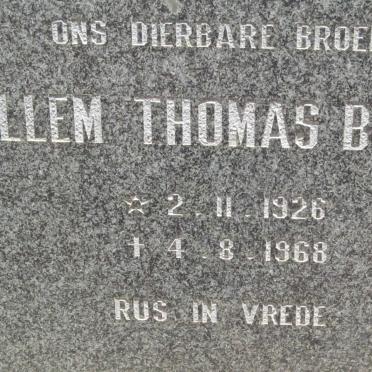 ONS DIERBARE BROE
LLEM THOMAS B
☆ 2.11.1926
✝ 4.8.1968
RUS IN VREDE